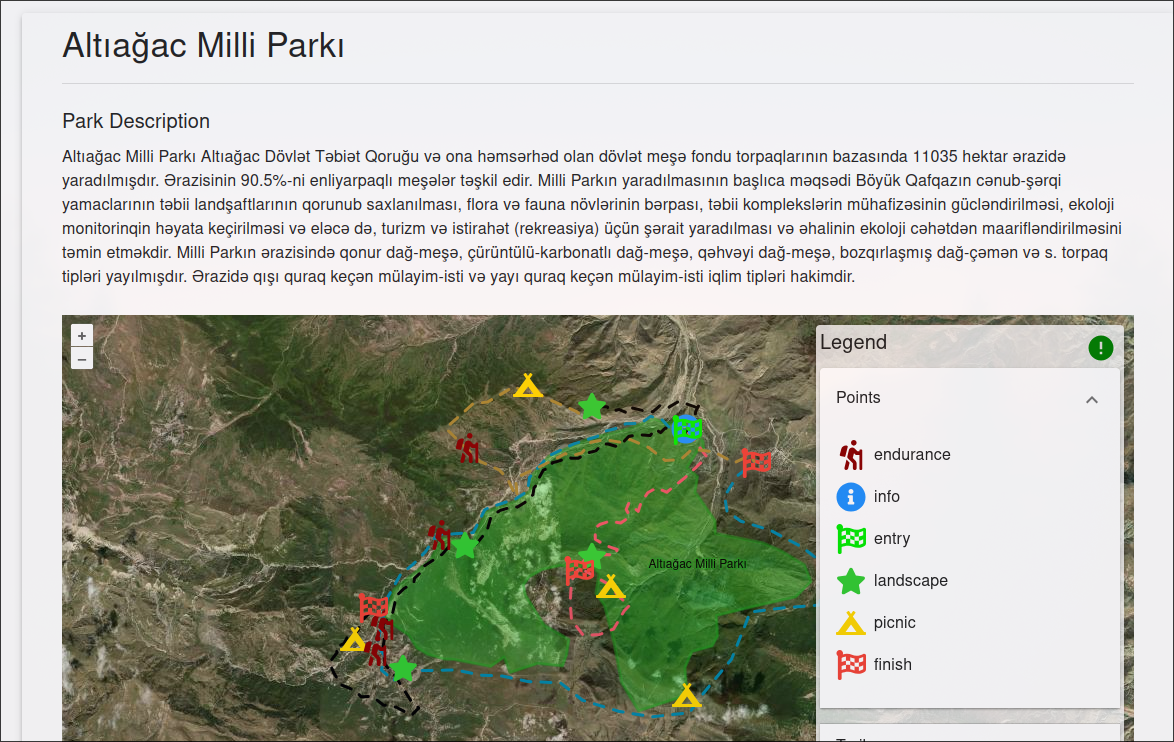 Altıağac Milli Parkı
Park Description
Altıağac Milli Parkı Altıağac Dövlət Təbiət Qoruğu və ona həmsərhəd olan dövlət meşə fondu torpaqlarının bazasında 11035 hektar ərazidə
yaradılmışdır. Ərazisinin 90.5%-ni enliyarpaqlı meşələr təşkil edir. Milli Parkın yaradılmasının başlıca məqsədi Böyük Qafqazın cənub-şərqi
yamaclarının təbii landşaftlarının qorunub saxlanılması, flora və fauna növlərinin bərpası, təbii komplekslərin mühafizəsinin gücləndirilməsi, ekoloji
monitorinqin həyata keçirilməsi və eləcə də, turizm və istirahət (rekreasiya) üçün şərait yaradılması və əhalinin ekoloji cəhətdən maarifləndirilməsini
təmin etməkdir. Milli Parkın ərazisində qonur dağ-meşə, çürüntülü-karbonatlı dağ-meşə, qəhvəyi dağ-meşə, bozqırlaşmış dağ-çəmən və s. torpaq
tipləri yayılmışdır. Ərazidə qışı quraq keçən mülayim-isti və yayı quraq keçən mülayim-isti iqlim tipləri hakimdir.
+
−
Legend
Points
endurance
info
entry
landscape
picnic
finish
Altıağac Milli Parkı